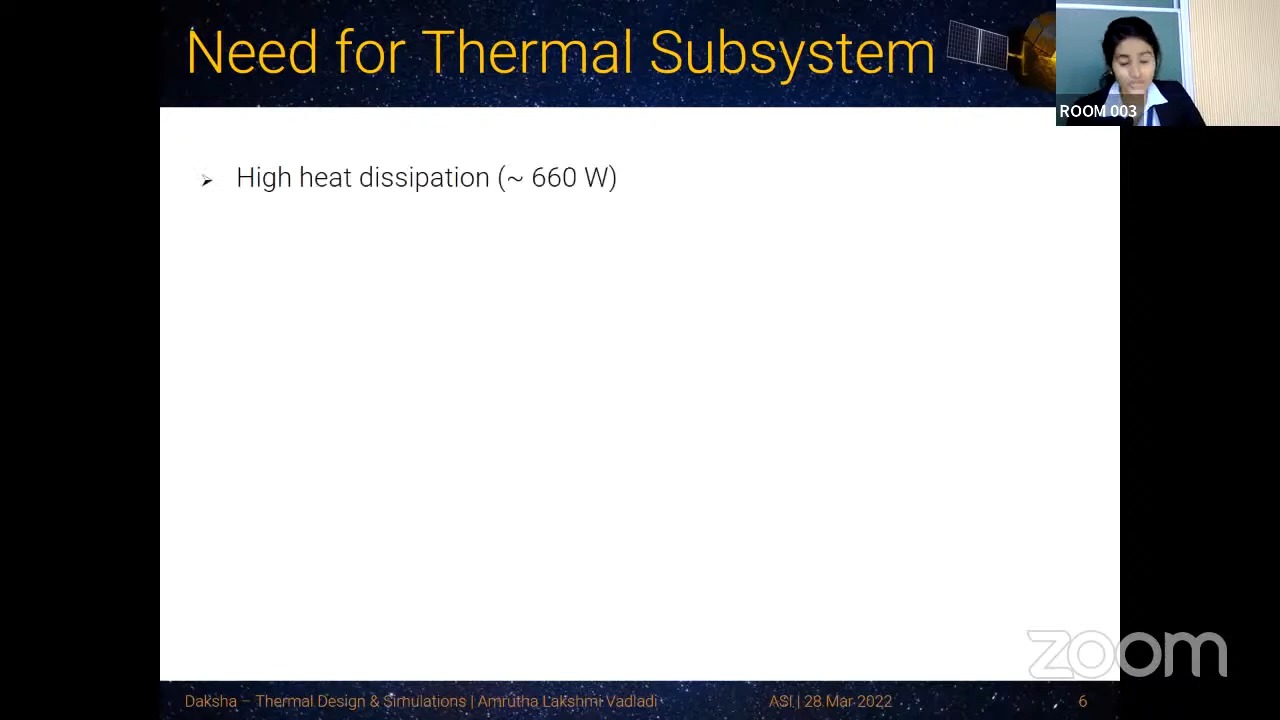 Need for Thermal Subsystem
ROOM 003
➢ High heat dissipation (~ 660 W)
zoom
Daksha – Thermal Design & Simulations | Amrutha Lakshmi Vadladi
ASI | 28 Mar 2022
6